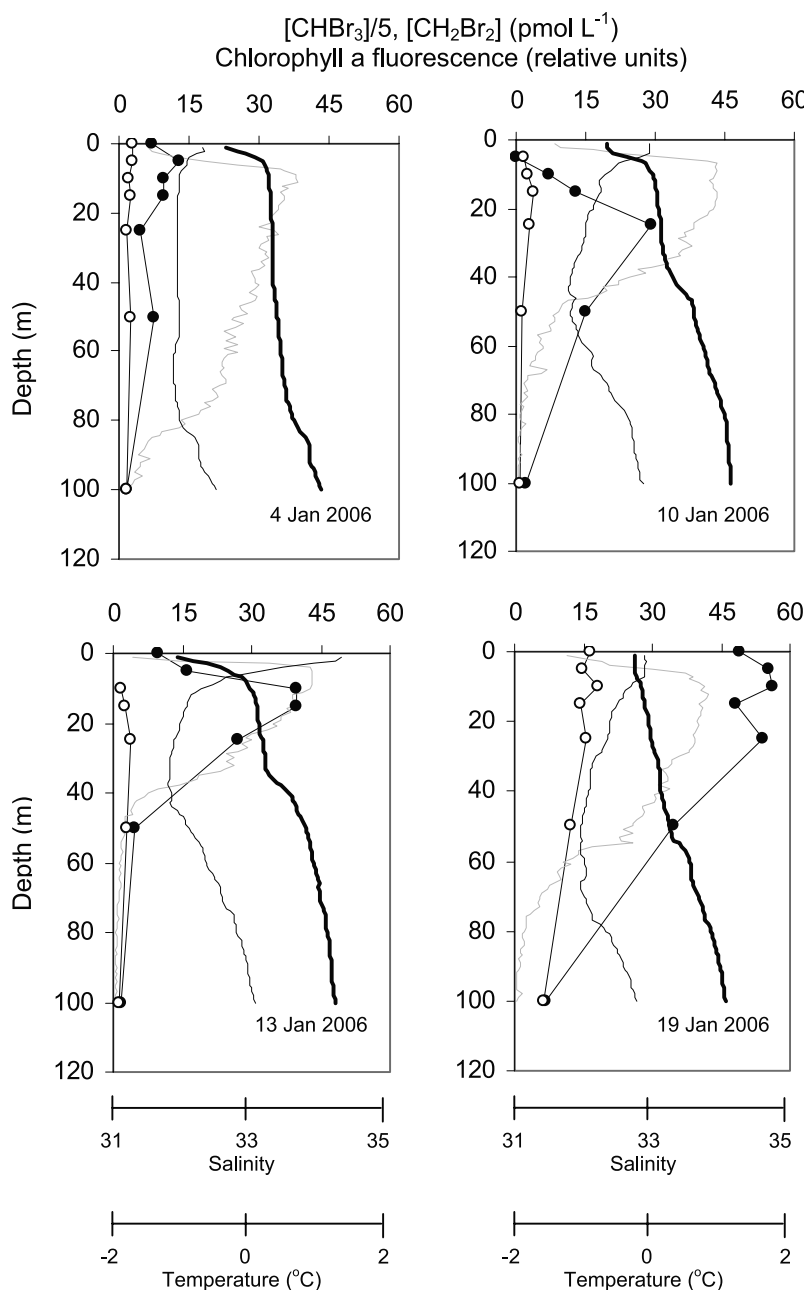 [CHBr₃]/5, [CH₂Br₂] (pmol L⁻¹)
Chlorophyll a fluorescence (relative units)
0 15 30 45 60
0 15 30 45 60
0
20
40
60
80
100
120
Depth (m)
4 Jan 2006
0
20
40
60
80
100
120
10 Jan 2006
0 15 30 45 60
0 15 30 45 60
0
20
40
60
80
100
120
Depth (m)
13 Jan 2006
0
20
40
60
80
100
120
19 Jan 2006
31 33 35
Salinity
31 33 35
Salinity
-2 0 2
Temperature (°C)
-2 0 2
Temperature (°C)